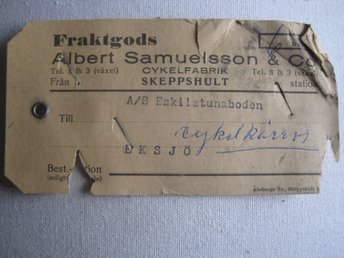 Fraktgods
Albert Samuelsson & Co
Tel. 8 & 3 (växel) CYKELFABRIK Tel. 8 & 3 (växel)
Från SKEPPSHULT station
A/B Eskilstunaboden
Till
cykelkärror
EKSJÖ
Best.